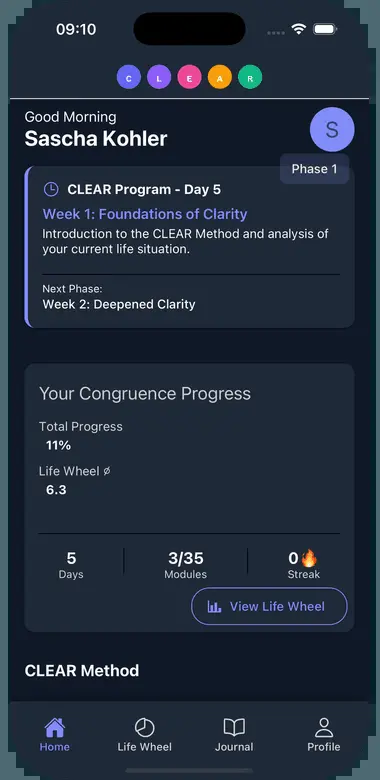 09:10
C L E A R
Good Morning
Sascha Kohler
S
Phase 1
CLEAR Program - Day 5
Week 1: Foundations of Clarity
Introduction to the CLEAR Method and analysis of
your current life situation.
Next Phase:
Week 2: Deepened Clarity
Your Congruence Progress
Total Progress
11%
Life Wheel ⌀
6.3
5
Days
3/35
Modules
0🔥
Streak
View Life Wheel
CLEAR Method
Home
Life Wheel
Journal
Profile